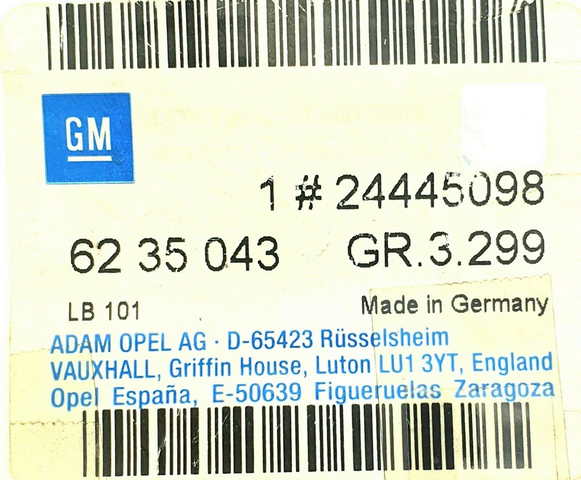 GM
1 # 24445098
62 35 043 GR.3.299
LB 101 Made in Germany
ADAM OPEL AG · D-65423 Rüsselsheim
VAUXHALL, Griffin House, Luton LU1 3YT, England
Opel España, E-50639 Figueruelas Zaragoza